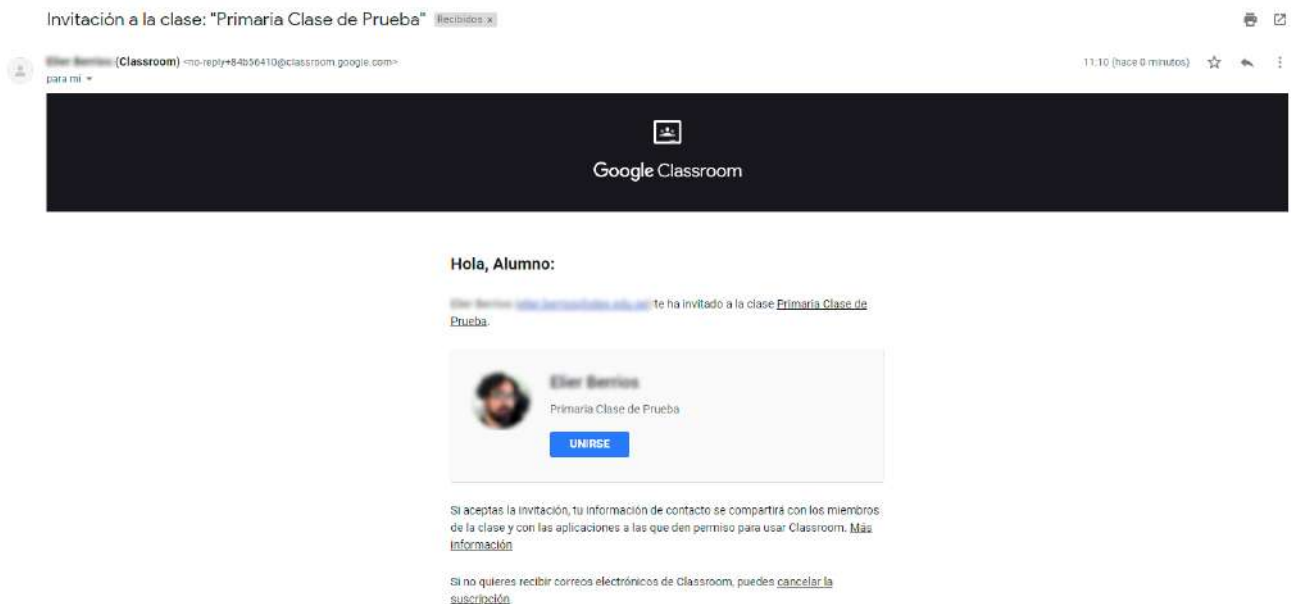 Invitación a la clase: "Primaria Clase de Prueba" Recibidos x
(Classroom) <no-reply+84b56410@classroom.google.com>
para mí
11:10 (hace 0 minutos)
Google Classroom
Hola, Alumno:
te ha invitado a la clase Primaria Clase de
Prueba.
Elier Berrios
Primaria Clase de Prueba
UNIRSE
Si aceptas la invitación, tu información de contacto se compartirá con los miembros
de la clase y con las aplicaciones a las que den permiso para usar Classroom. Más
información
Si no quieres recibir correos electrónicos de Classroom, puedes cancelar la
suscripción.